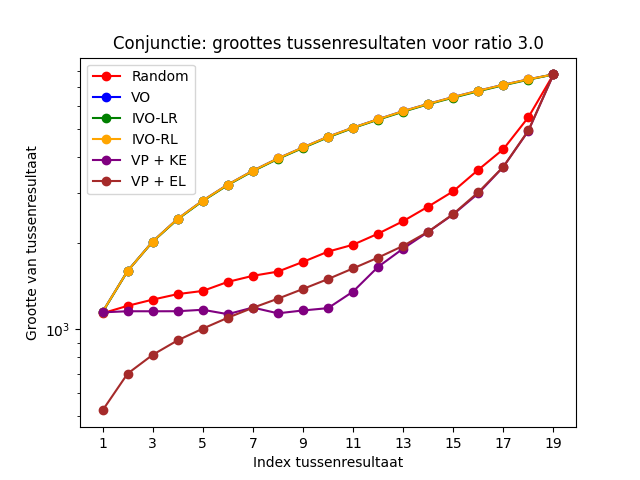 Conjunctie: groottes tussenresultaten voor ratio 3.0
Random
VO
IVO-LR
IVO-RL
VP + KE
VP + EL
Grootte van tussenresultaat
10³
1 3 5 7 9 11 13 15 17 19
Index tussenresultaat